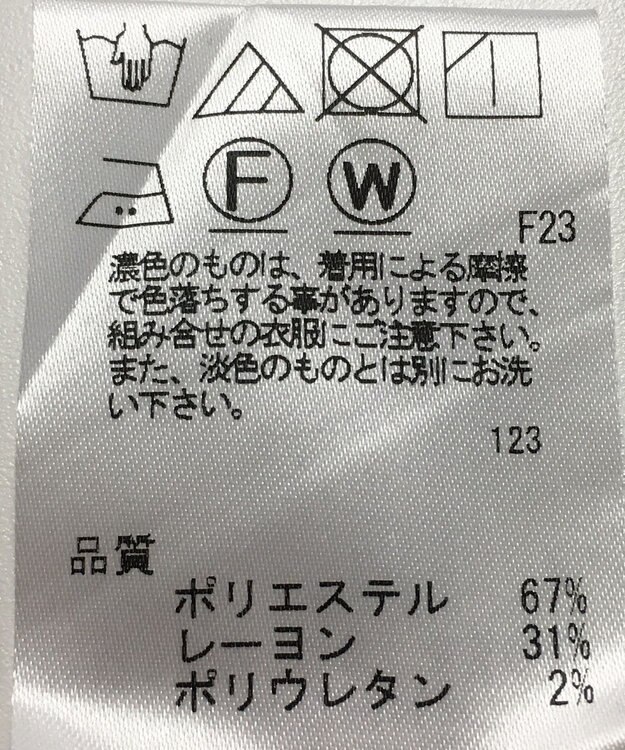 F W
F23
濃色のものは、着用による摩擦
で色落ちする事がありますので、
組み合せの衣服にご注意下さい。
また、淡色のものとは別にお洗
い下さい。
123
品質
ポリエステル 67%
レーヨン 31%
ポリウレタン 2%